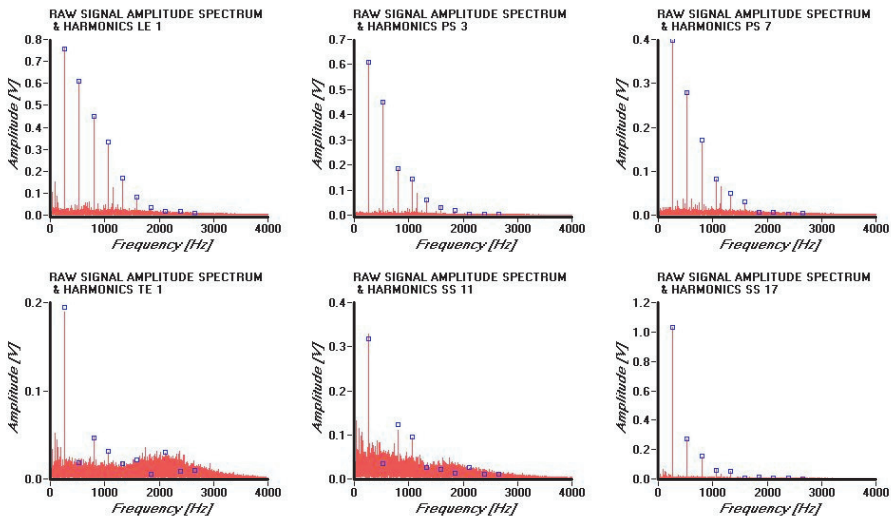 RAW SIGNAL AMPLITUDE SPECTRUM
& HARMONICS LE 1
0.8
0.7
0.6
0.5
0.4
0.3
0.2
0.1
0.0
Amplitude [V]
0
1000
2000
3000
4000
Frequency [Hz]
RAW SIGNAL AMPLITUDE SPECTRUM
& HARMONICS PS 3
0.7
0.6
0.5
0.4
0.3
0.2
0.1
0.0
Amplitude [V]
0
1000
2000
3000
4000
Frequency [Hz]
RAW SIGNAL AMPLITUDE SPECTRUM
& HARMONICS PS 7
0.4
0.3
0.2
0.1
0.0
Amplitude [V]
0
1000
2000
3000
4000
Frequency [Hz]
RAW SIGNAL AMPLITUDE SPECTRUM
& HARMONICS TE 1
0.2
0.1
0.0
Amplitude [V]
0
1000
2000
3000
4000
Frequency [Hz]
RAW SIGNAL AMPLITUDE SPECTRUM
& HARMONICS SS 11
0.4
0.3
0.2
0.1
0.0
Amplitude [V]
0
1000
2000
3000
4000
Frequency [Hz]
RAW SIGNAL AMPLITUDE SPECTRUM
& HARMONICS SS 17
1.2
1.0
0.8
0.6
0.4
0.2
0.0
Amplitude [V]
0
1000
2000
3000
4000
Frequency [Hz]